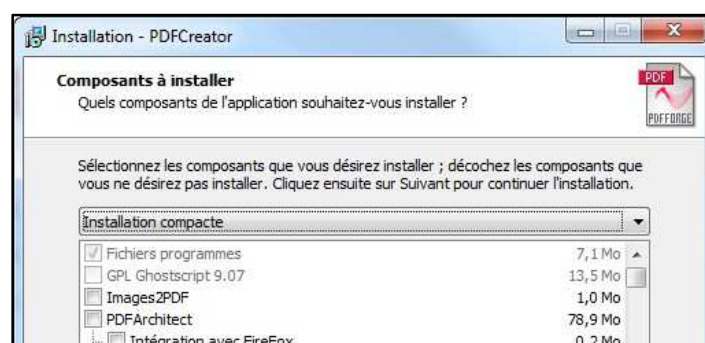 Installation - PDFCreator
Composants à installer
Quels composants de l'application souhaitez-vous installer ?
PDF
PDFFORGE
Sélectionnez les composants que vous désirez installer ; décochez les composants que
vous ne désirez pas installer. Cliquez ensuite sur Suivant pour continuer l'installation.
Installation compacte
Fichiers programmes 7,1 Mo
GPL Ghostscript 9.07 13,5 Mo
Images2PDF 1,0 Mo
PDFArchitect 78,9 Mo
Intégration avec FireFox 0,2 Mo